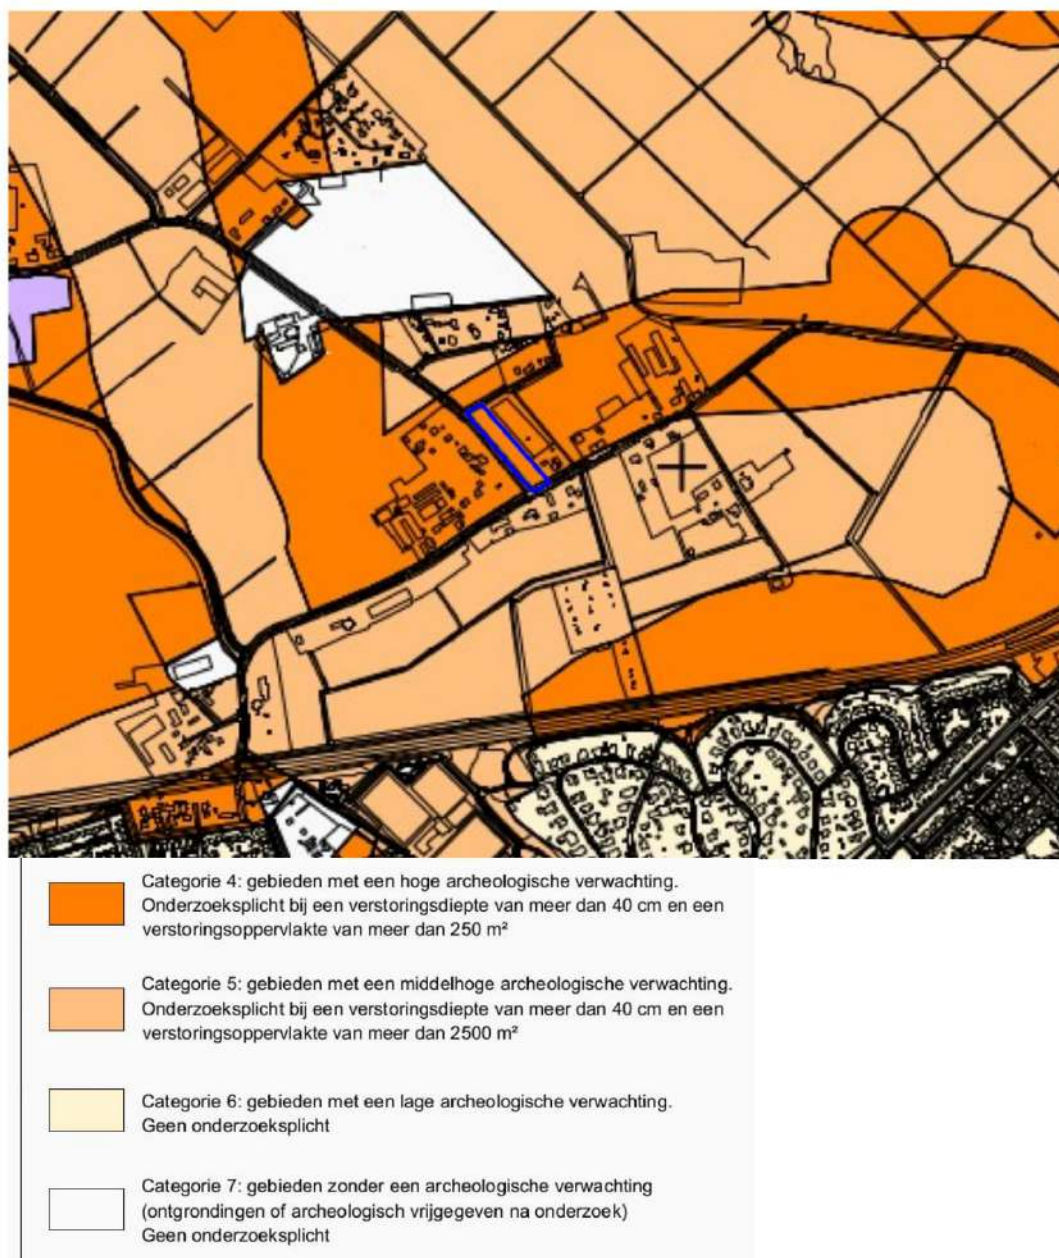 Categorie 4: gebieden met een hoge archeologische verwachting.
Onderzoeksplicht bij een verstoringsdiepte van meer dan 40 cm en een
verstoringsoppervlakte van meer dan 250 m²
Categorie 5: gebieden met een middelhoge archeologische verwachting.
Onderzoeksplicht bij een verstoringsdiepte van meer dan 40 cm en een
verstoringsoppervlakte van meer dan 2500 m²
Categorie 6: gebieden met een lage archeologische verwachting.
Geen onderzoeksplicht
Categorie 7: gebieden zonder een archeologische verwachting
(ontgrondingen of archeologisch vrijgegeven na onderzoek)
Geen onderzoeksplicht